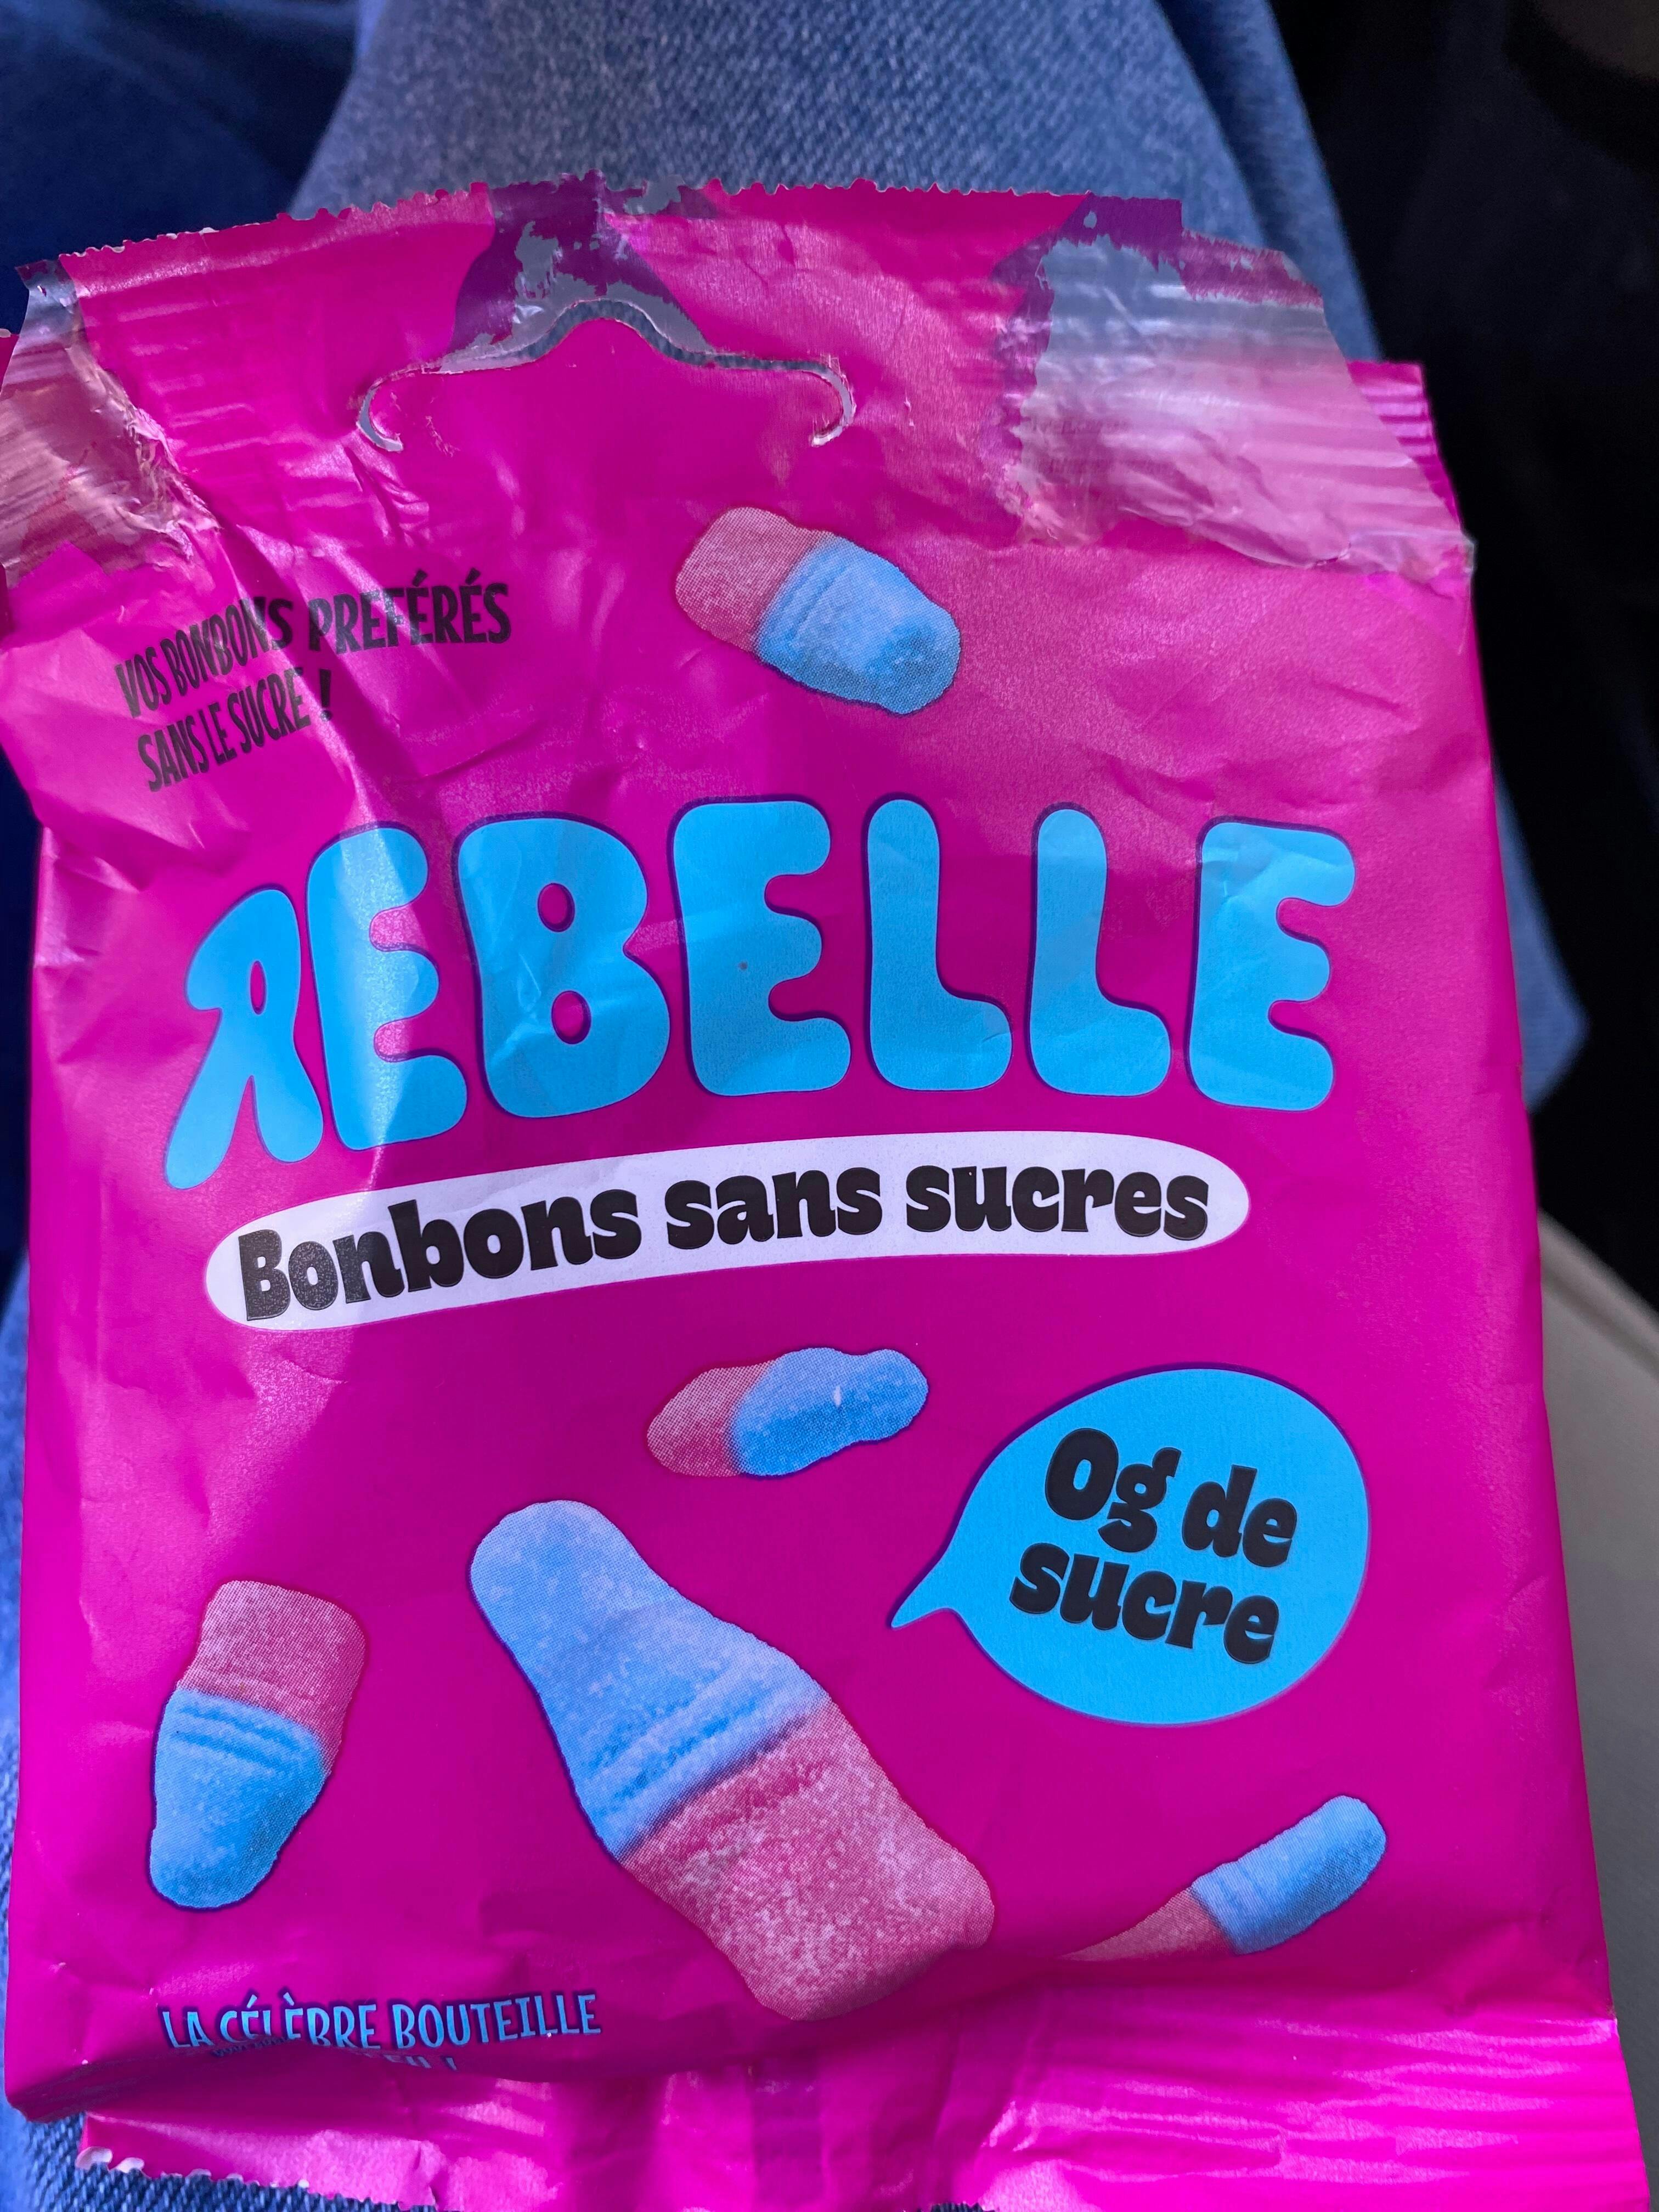 VOS BONBONS PREFÉRÉS
SANS LE SUCRE !
REBELLE
Bonbons sans sucres
0g de
sucre
LA CÉLÈBRE BOUTEILLE